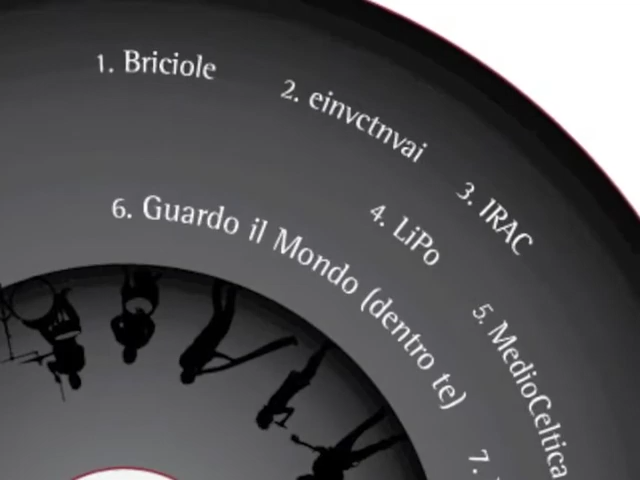 1. Briciole
2. einvctnvai
3. IRAC
4. LiPo
5. MedioCeltica
6. Guardo il Mondo (dentro te)
7.